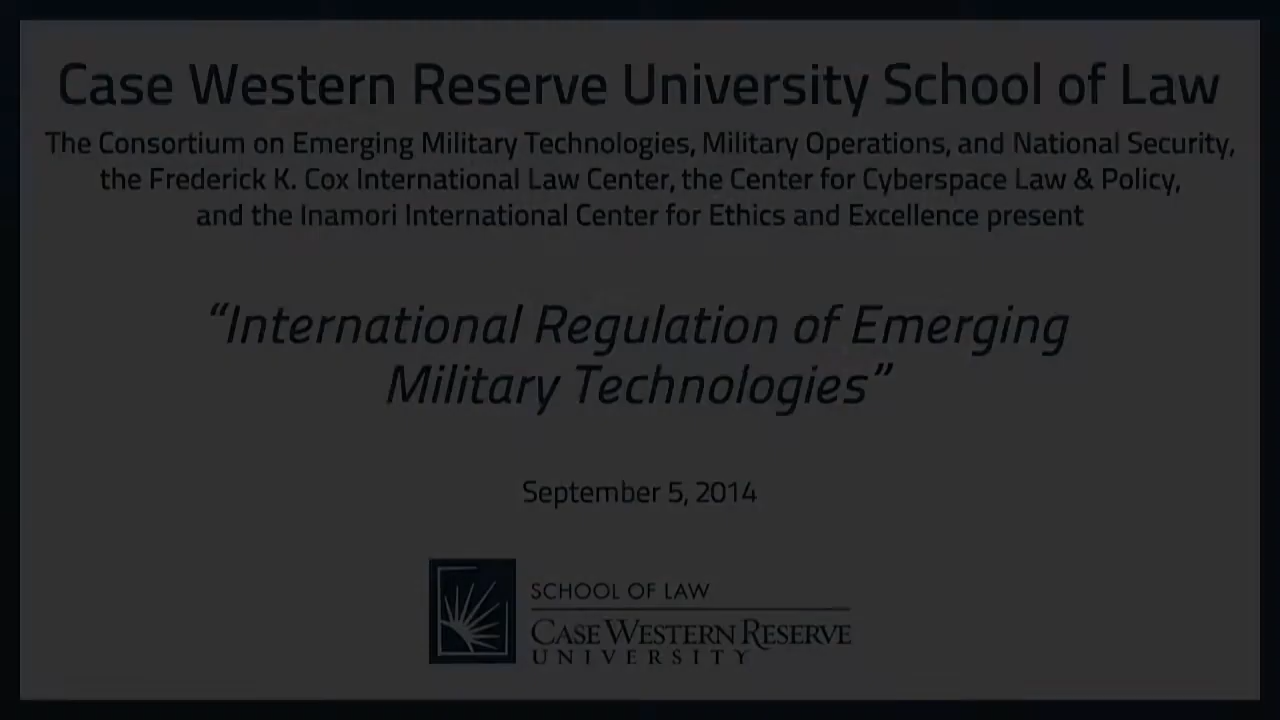 Case Western Reserve University School of Law
The Consortium on Emerging Military Technologies, Military Operations, and National Security,
the Frederick K. Cox International Law Center, the Center for Cyberspace Law & Policy,
and the Inamori International Center for Ethics and Excellence present
“International Regulation of Emerging
Military Technologies”
September 5, 2014
SCHOOL OF LAW
CASE WESTERN RESERVE
UNIVERSITY